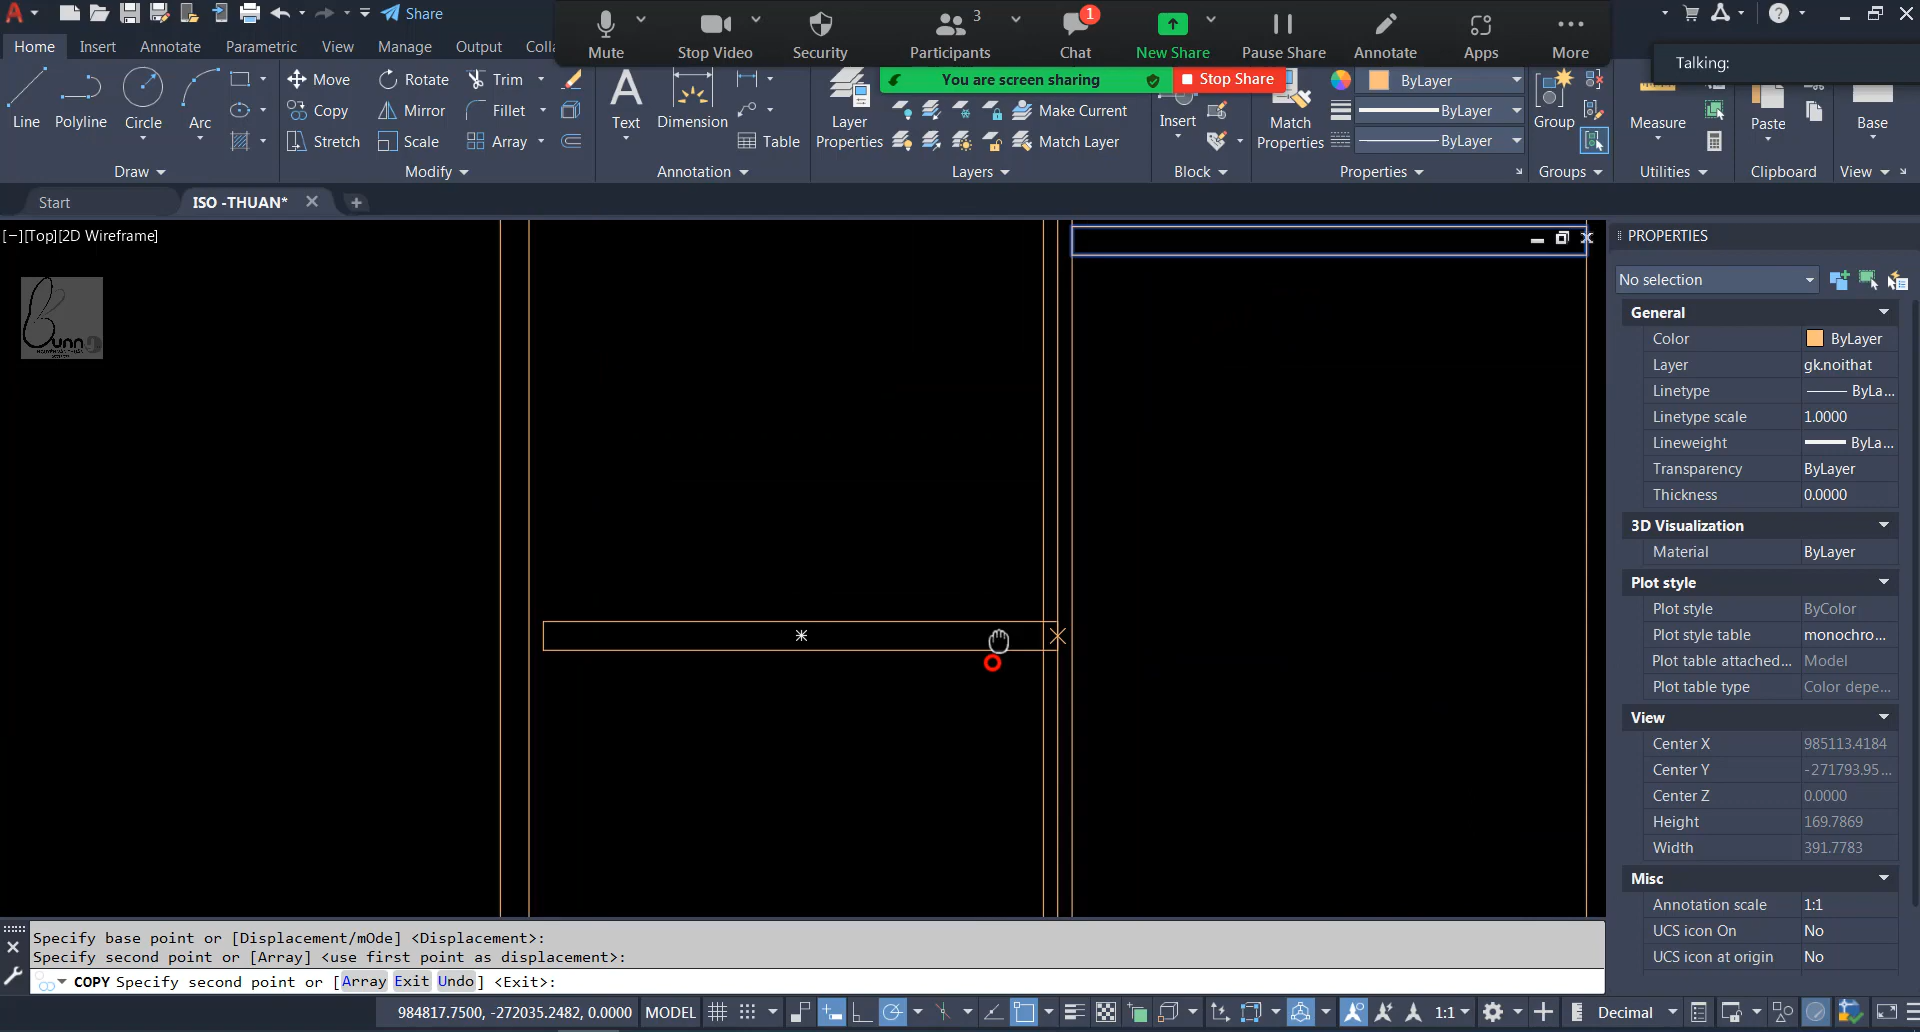 Share
Mute
Stop Video
Security
3
Participants
1
Chat
New Share
Pause Share
Annotate
Apps
More
Talking:
You are screen sharing
Stop Share
Home
Insert
Annotate
Parametric
View
Manage
Output
Line
Polyline
Circle
Arc
Draw
Move
Rotate
Trim
Copy
Mirror
Fillet
Stretch
Scale
Array
Modify
Text
Dimension
Table
Annotation
Layer
Properties
Make Current
Match Layer
Layers
Insert
Block
Match
Properties
ByLayer
ByLayer
ByLayer
Properties
Group
Groups
Measure
Utilities
Paste
Clipboard
Base
View
Start
ISO -THUAN*
[−][Top][2D Wireframe]
PROPERTIES
No selection
General
Color ByLayer
Layer gk.noithat
Linetype ByLa...
Linetype scale 1.0000
Lineweight ByLa...
Transparency ByLayer
Thickness 0.0000
3D Visualization
Material ByLayer
Plot style
Plot style ByColor
Plot style table monochro...
Plot table attached... Model
Plot table type Color depe...
View
Center X 985113.4184
Center Y -271793.95...
Center Z 0.0000
Height 169.7869
Width 391.7783
Misc
Annotation scale 1:1
UCS icon On No
UCS icon at origin No
Specify base point or [Displacement/mOde] <Displacement>:
Specify second point or [Array] <use first point as displacement>:
COPY Specify second point or [Array Exit Undo] <Exit>:
984817.7500, -272035.2482, 0.0000 MODEL
1:1
Decimal